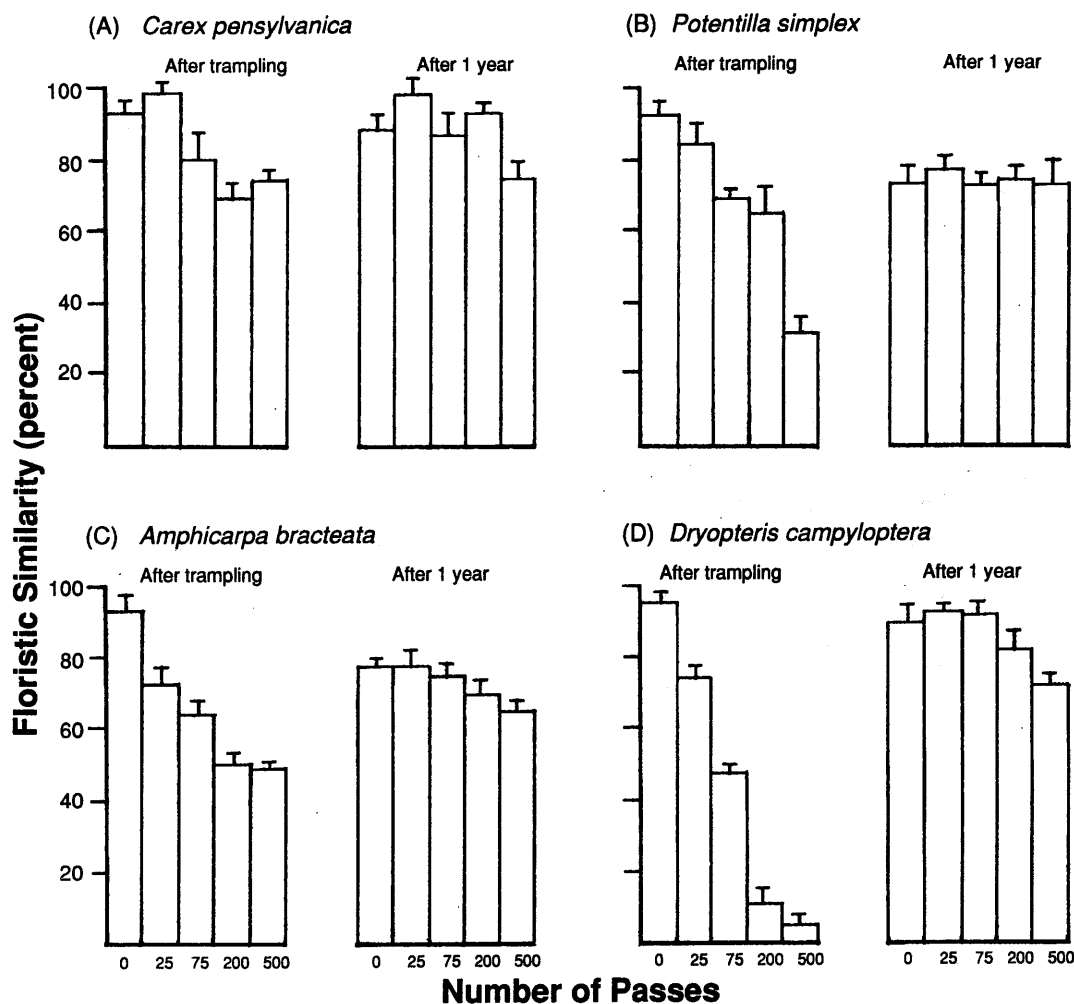 (A) Carex pensylvanica
After trampling
After 1 year
100
80
60
40
20
(B) Potentilla simplex
After trampling
After 1 year
Floristic Similarity (percent)
(C) Amphicarpa bracteata
After trampling
After 1 year
100
80
60
40
20
0 25 75 200 500
0 25 75 200 500
(D) Dryopteris campyloptera
After trampling
After 1 year
0 25 75 200 500
0 25 75 200 500
Number of Passes